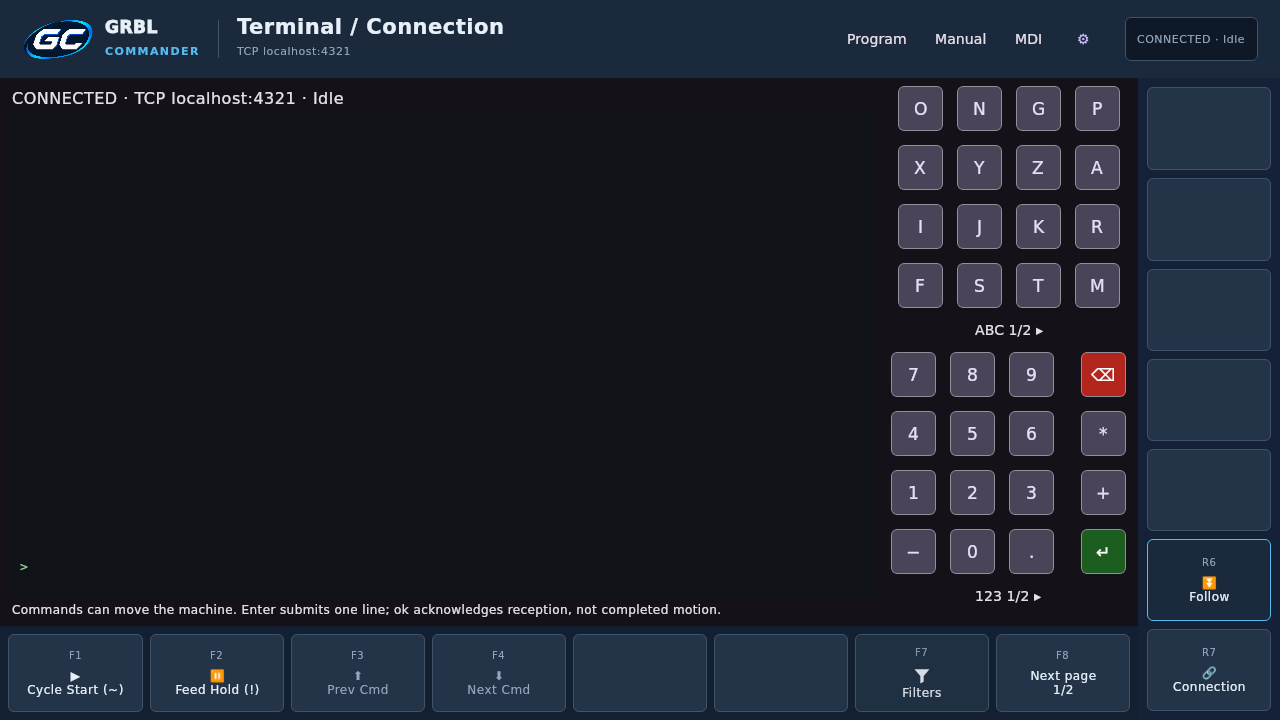 GC
GRBL
COMMANDER
Terminal / Connection
TCP localhost:4321
Program
Manual
MDI
⚙
CONNECTED · Idle
CONNECTED · TCP localhost:4321 · Idle
O N G P
X Y Z A
I J K R
F S T M
ABC 1/2 ▸
7 8 9 ⌫
4 5 6 *
1 2 3 +
− 0 . ↵
123 1/2 ▸
>
Commands can move the machine. Enter submits one line; ok acknowledges reception, not completed motion.
R6
⏬
Follow
R7
🔗
Connection
F1
▶
Cycle Start (~)
F2
⏸
Feed Hold (!)
F3
⬆
Prev Cmd
F4
⬇
Next Cmd
F7
Filters
F8
Next page
1/2